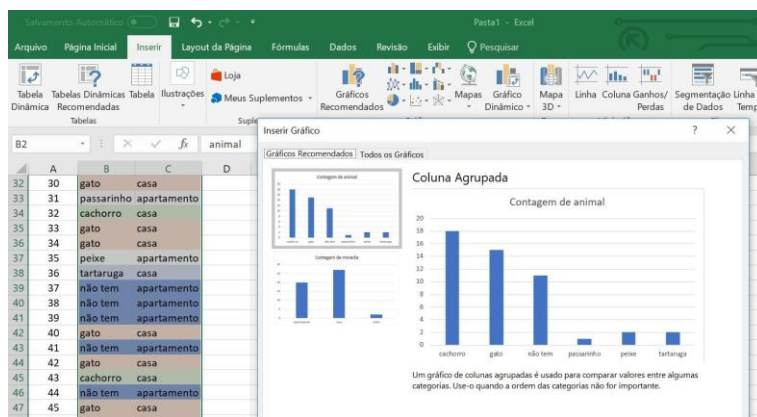 Salvamento Automático
Pasta1 - Excel
Arquivo Página Inicial Inserir Layout da Página Fórmulas Dados Revisão Exibir Pesquisar
Tabela Dinâmica
Tabelas Dinâmicas Recomendadas
Tabela
Ilustrações
Loja
Meus Suplementos
Gráficos Recomendados
Mapas
Gráfico Dinâmico
Mapa 3D
Linha
Coluna
Ganhos/ Perdas
Segmentação de Dados
Linha
Tabelas
B2 fx animal
Inserir Gráfico ? X
Gráficos Recomendados Todos os Gráficos
A B C D
32 30 gato casa
33 31 passarinho apartamento
34 32 cachorro casa
35 33 gato casa
36 34 gato casa
37 35 peixe apartamento
38 36 tartaruga casa
39 37 não tem apartamento
40 38 não tem apartamento
41 39 não tem apartamento
42 40 gato casa
43 41 não tem apartamento
44 42 gato casa
45 43 cachorro casa
46 44 não tem apartamento
47 45 gato casa
Contagem de animal
Contagem de moradia
Coluna Agrupada
Contagem de animal
20
18
16
14
12
10
8
6
4
2
0
cachorro gato não tem passarinho peixe tartaruga
Um gráfico de colunas agrupadas é usado para comparar valores entre algumas
categorias. Use-o quando a ordem das categorias não for importante.